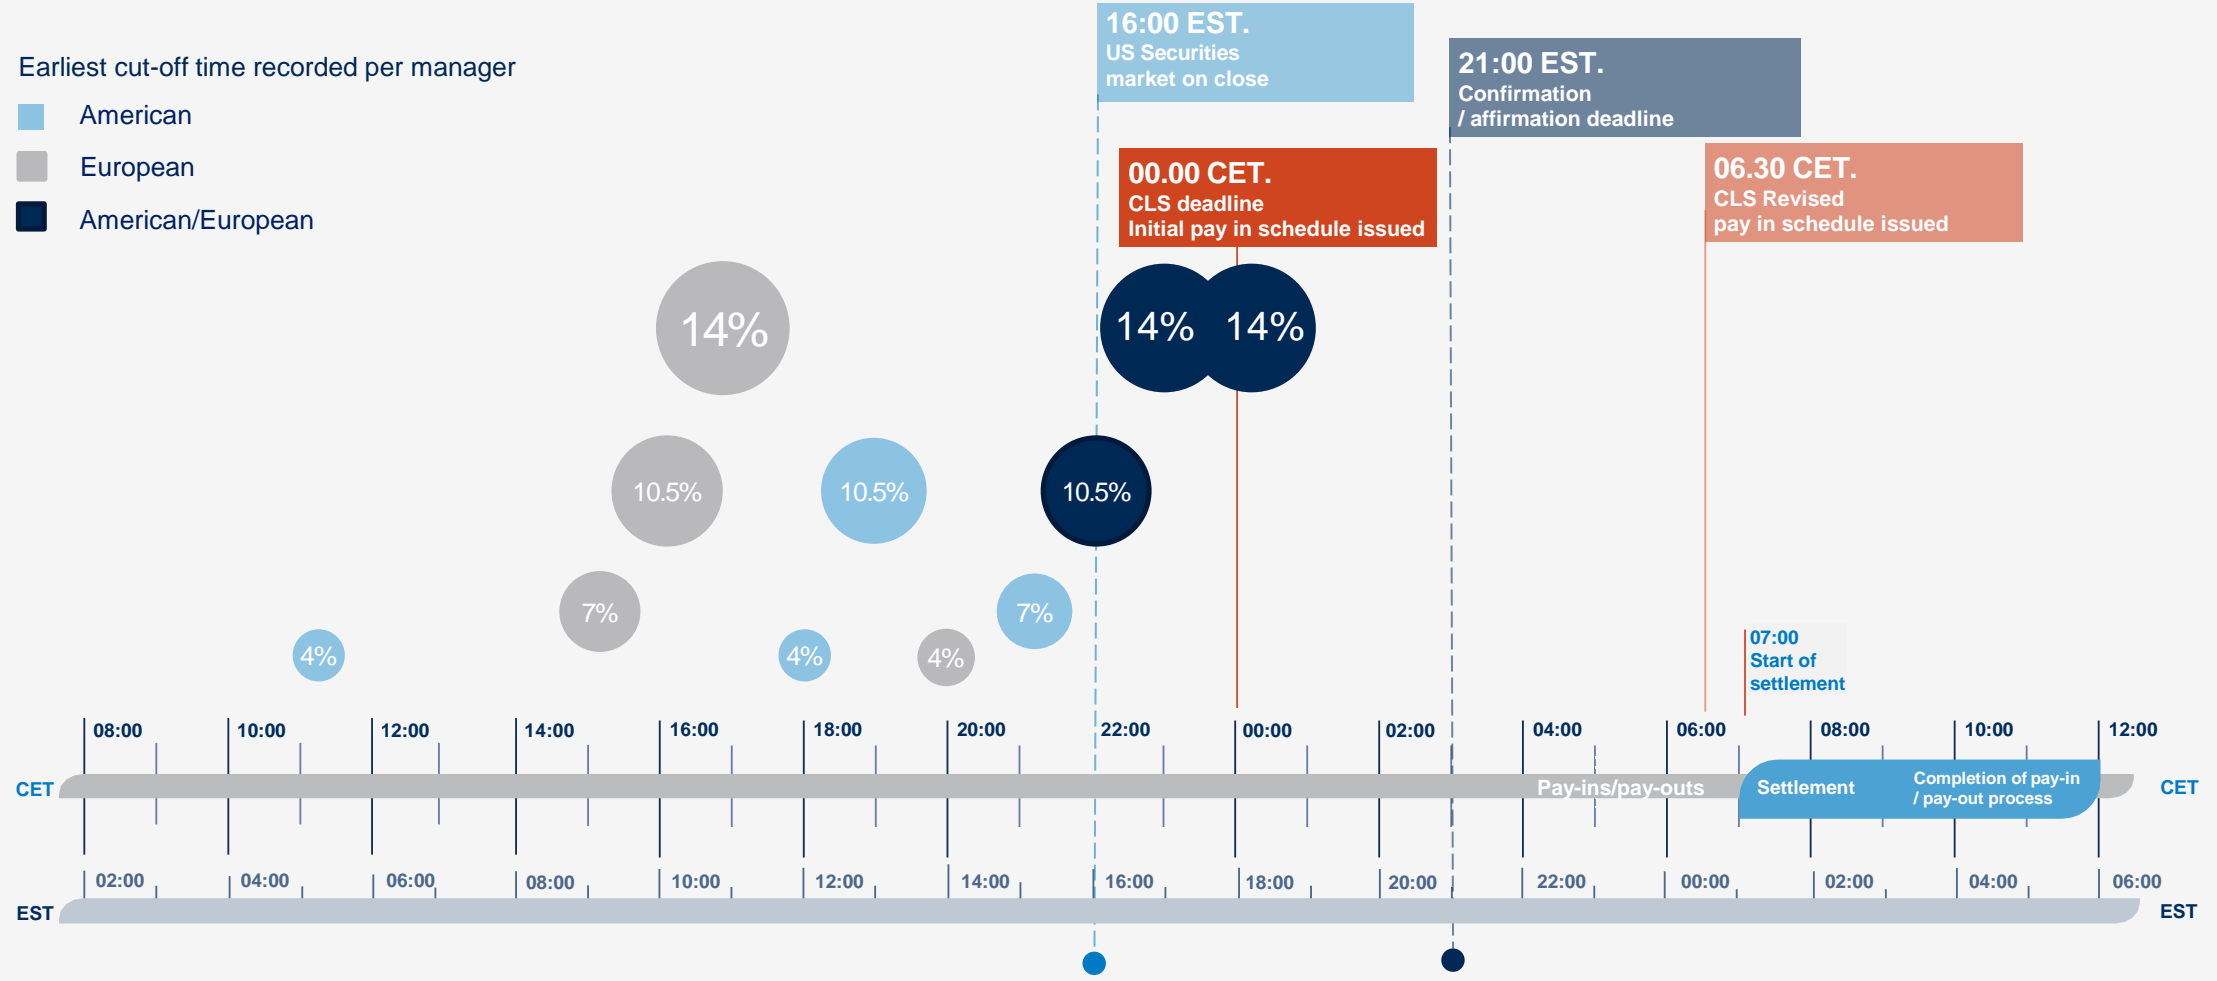 Earliest cut-off time recorded per manager
American
European
American/European
16:00 EST.
US Securities
market on close
21:00 EST.
Confirmation
/ affirmation deadline
00.00 CET.
CLS deadline
Initial pay in schedule issued
06.30 CET.
CLS Revised
pay in schedule issued
14%
14%
14%
10.5%
10.5%
10.5%
7%
7%
4%
4%
4%
07:00
Start of
settlement
08:00
10:00
12:00
14:00
16:00
18:00
20:00
22:00
00:00
02:00
04:00
06:00
08:00
10:00
12:00
CET
Pay-ins/pay-outs
Settlement
Completion of pay-in
/ pay-out process
CET
02:00
04:00
06:00
08:00
10:00
12:00
14:00
16:00
18:00
20:00
22:00
00:00
02:00
04:00
06:00
EST
EST